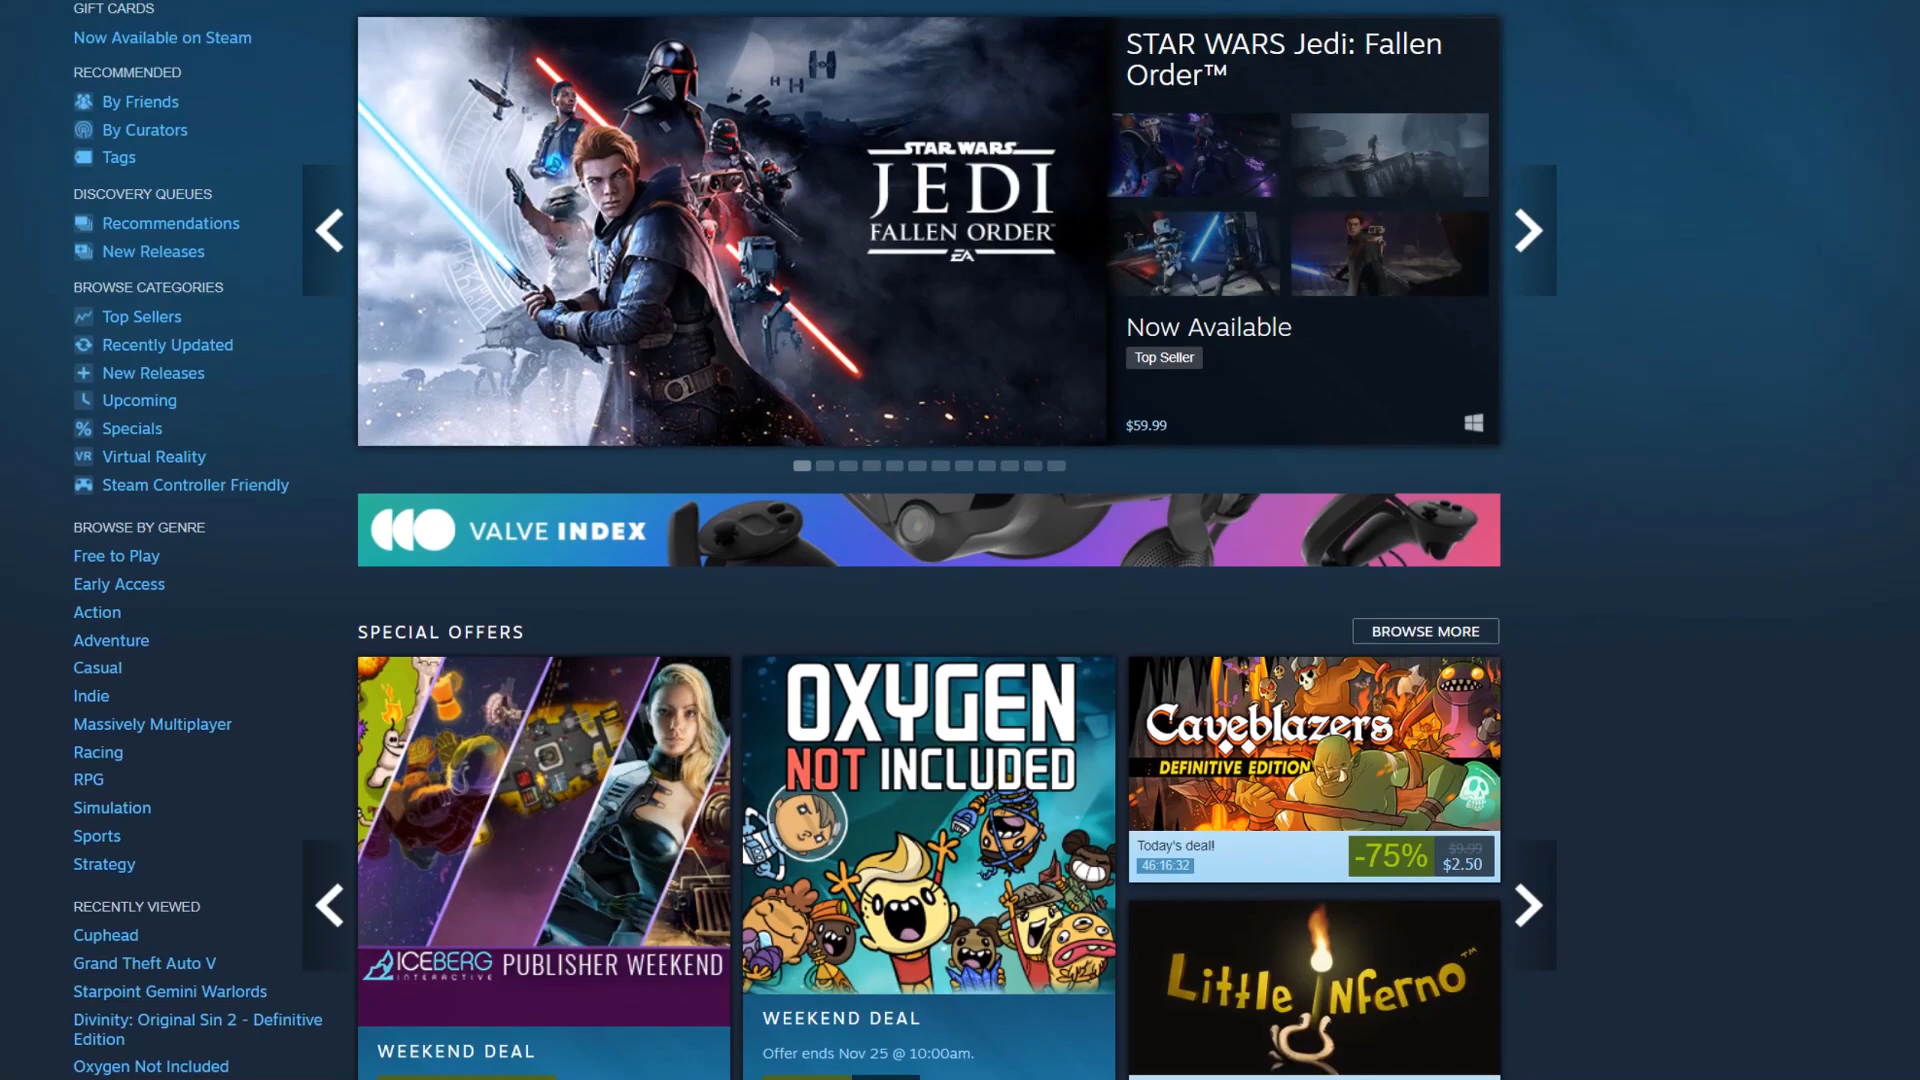 GIFT CARDS
Now Available on Steam
RECOMMENDED
By Friends
By Curators
Tags
DISCOVERY QUEUES
Recommendations
New Releases
BROWSE CATEGORIES
Top Sellers
Recently Updated
New Releases
Upcoming
% Specials
VR Virtual Reality
Steam Controller Friendly
BROWSE BY GENRE
Free to Play
Early Access
Action
Adventure
Casual
Indie
Massively Multiplayer
Racing
RPG
Simulation
Sports
Strategy
RECENTLY VIEWED
Cuphead
Grand Theft Auto V
Starpoint Gemini Warlords
Divinity: Original Sin 2 - Definitive
Edition
Oxygen Not Included
STAR WARS
JEDI
FALLEN ORDER™
EA
STAR WARS Jedi: Fallen
Order™
Now Available
Top Seller
$59.99
VALVE INDEX
SPECIAL OFFERS
BROWSE MORE
ICEBERG
INTERACTIVE
PUBLISHER WEEKEND
WEEKEND DEAL
OXYGEN
NOT INCLUDED
WEEKEND DEAL
Offer ends Nov 25 @ 10:00am.
Caveblazers
DEFINITIVE EDITION
Today's deal!
46:16:32
-75%
$9.99
$2.50
Little Inferno™